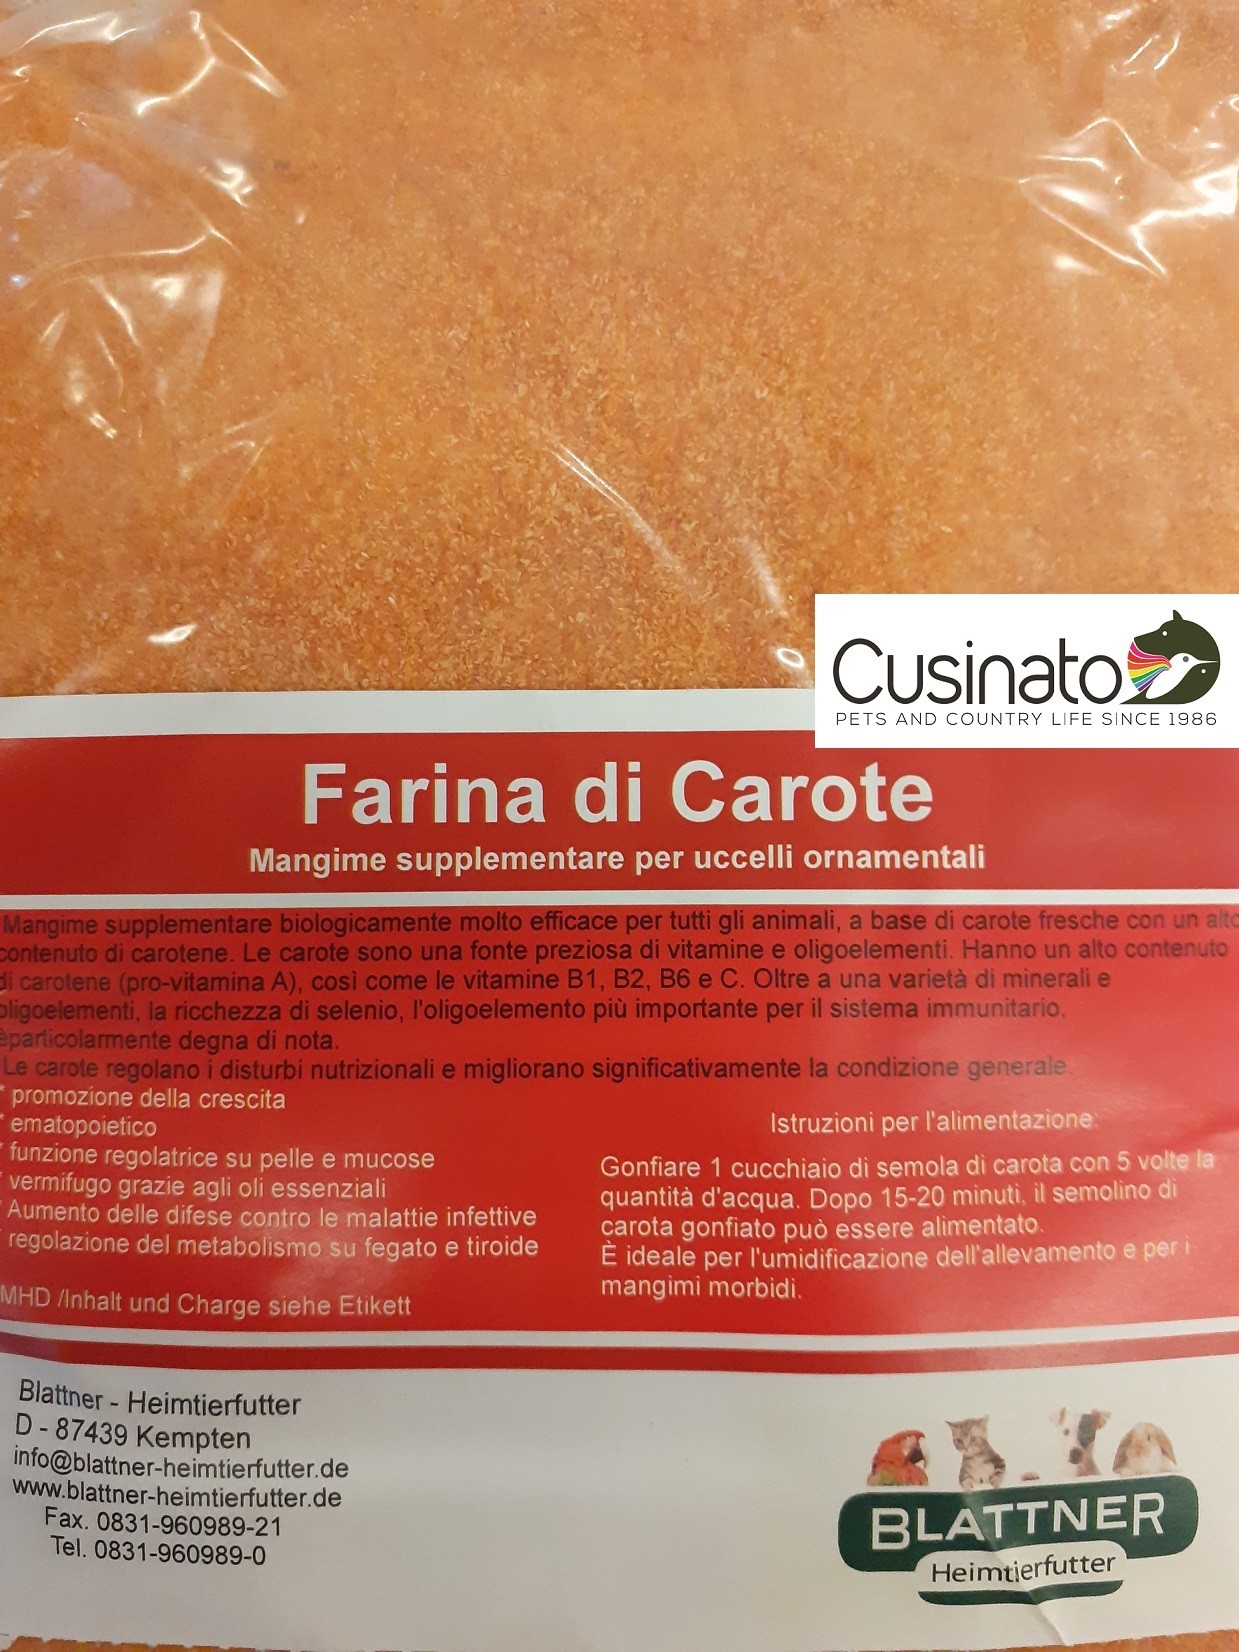 Cusinato
PETS AND COUNTRY LIFE SINCE 1986
Farina di Carote
Mangime supplementare per uccelli ornamentali
Mangime supplementare biologicamente molto efficace per tutti gli animali, a base di carote fresche con un alto
contenuto di carotene. Le carote sono una fonte preziosa di vitamine e oligoelementi. Hanno un alto contenuto
di carotene (pro-vitamina A), così come le vitamine B1, B2, B6 e C. Oltre a una varietà di minerali e
oligoelementi, la ricchezza di selenio, l'oligoelemento più importante per il sistema immunitario,
èparticolarmente degna di nota.
Le carote regolano i disturbi nutrizionali e migliorano significativamente la condizione generale.
* promozione della crescita
* ematopoietico
* funzione regolatrice su pelle e mucose
* vermifugo grazie agli oli essenziali
* Aumento delle difese contro le malattie infettive
* regolazione del metabolismo su fegato e tiroide
MHD /Inhalt und Charge siehe Etikett
Istruzioni per l'alimentazione:
Gonfiare 1 cucchiaio di semola di carota con 5 volte la
quantità d'acqua. Dopo 15-20 minuti, il semolino di
carota gonfiato può essere alimentato.
È ideale per l'umidificazione dell'allevamento e per i
mangimi morbidi.
Blattner - Heimtierfutter
D - 87439 Kempten
info@blattner-heimtierfutter.de
www.blattner-heimtierfutter.de
Fax. 0831-960989-21
Tel. 0831-960989-0
BLATTNER
Heimtierfutter